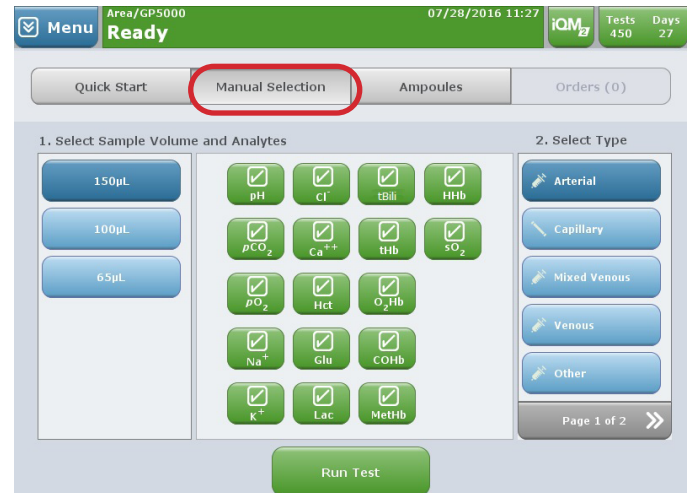 Menu
Area/GP5000
Ready
07/28/2016 11:27
iQM2
Tests Days
450 27
Quick Start
Manual Selection
Ampoules
Orders (0)
1. Select Sample Volume and Analytes
2. Select Type
150µL
100µL
65µL
pH Cl⁻ tBili HHb
pCO₂ Ca⁺⁺ tHb sO₂
pO₂ Hct O₂Hb
Na⁺ Glu COHb
K⁺ Lac MetHb
Arterial
Capillary
Mixed Venous
Venous
Other
Page 1 of 2
Run Test